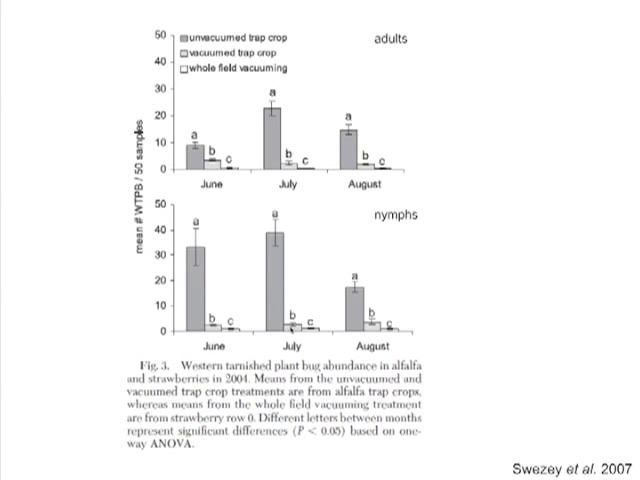 50
unvacuumed trap crop
adults
vacuumed trap crop
40
whole field vacuuming
30
a
20
a
a
10
b
c
b
c
b
c
0
June
July
August
mean # WTPB / 50 samples
50
nymphs
a
a
40
30
20
a
10
b
c
b
c
b
c
0
June
July
August
Fig. 3. Western tarnished plant bug abundance in alfalfa
and strawberries in 2004. Means from the unvacuumed and
vacuumed trap crop treatments are from alfalfa trap crops,
whereas means from the whole field vacuuming treatment
are from strawberry row 0. Different letters between months
represent significant differences (P < 0.05) based on one-
way ANOVA.
Swezey et al. 2007